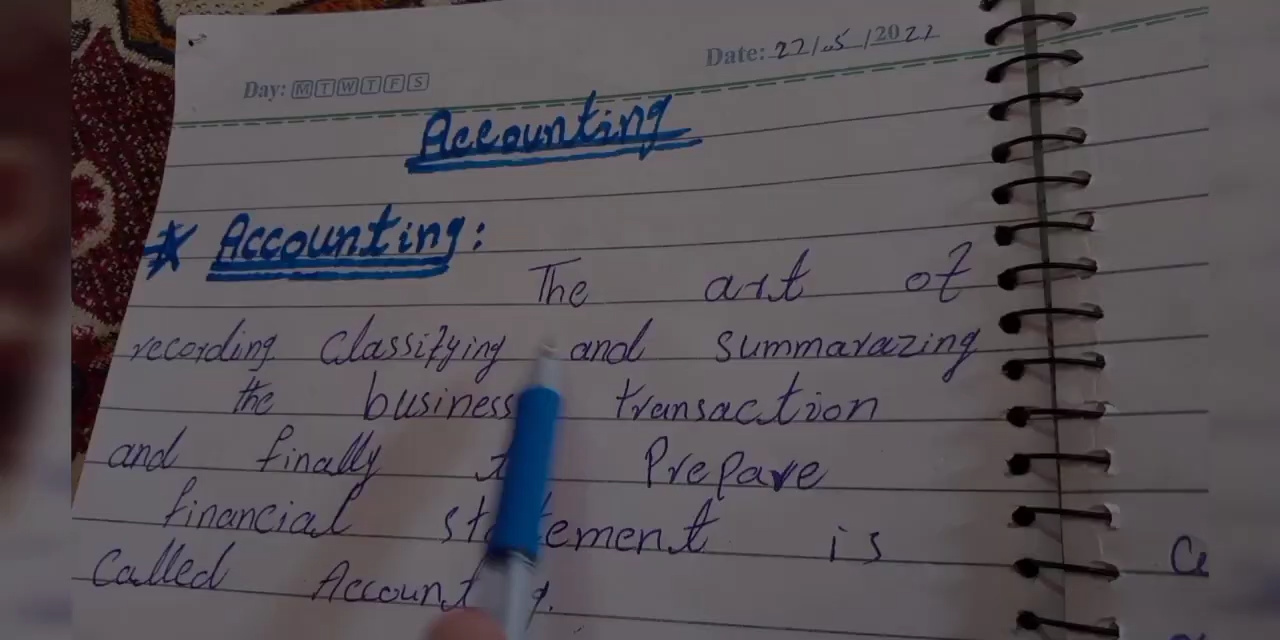 Date: 22/05/2022
Day: M T W T F S
Accounting
* Accounting:
The art of
recording classifying and summarazing
the business transaction
and finally Prepare
financial statement is
called